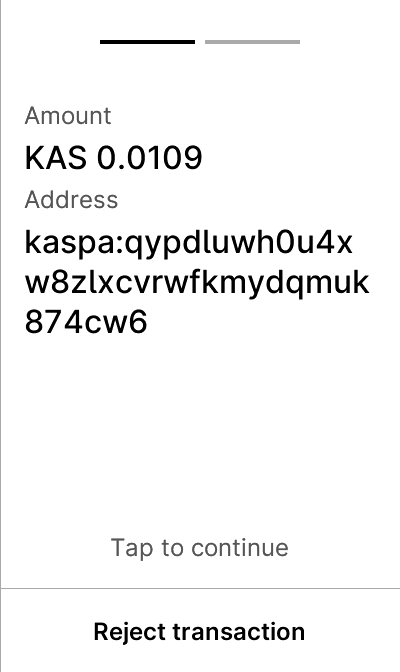 Amount
KAS 0.0109
Address
kaspa:qypdluwh0u4x
w8zlxcvrwfkmydqmuk
874cw6
Tap to continue
Reject transaction